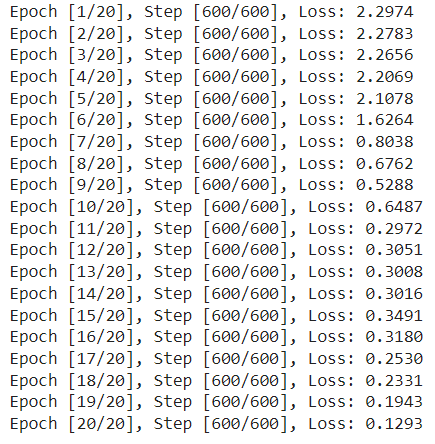 Epoch [1/20], Step [600/600], Loss: 2.2974
Epoch [2/20], Step [600/600], Loss: 2.2783
Epoch [3/20], Step [600/600], Loss: 2.2656
Epoch [4/20], Step [600/600], Loss: 2.2069
Epoch [5/20], Step [600/600], Loss: 2.1078
Epoch [6/20], Step [600/600], Loss: 1.6264
Epoch [7/20], Step [600/600], Loss: 0.8038
Epoch [8/20], Step [600/600], Loss: 0.6762
Epoch [9/20], Step [600/600], Loss: 0.5288
Epoch [10/20], Step [600/600], Loss: 0.6487
Epoch [11/20], Step [600/600], Loss: 0.2972
Epoch [12/20], Step [600/600], Loss: 0.3051
Epoch [13/20], Step [600/600], Loss: 0.3008
Epoch [14/20], Step [600/600], Loss: 0.3016
Epoch [15/20], Step [600/600], Loss: 0.3491
Epoch [16/20], Step [600/600], Loss: 0.3180
Epoch [17/20], Step [600/600], Loss: 0.2530
Epoch [18/20], Step [600/600], Loss: 0.2331
Epoch [19/20], Step [600/600], Loss: 0.1943
Epoch [20/20], Step [600/600], Loss: 0.1293